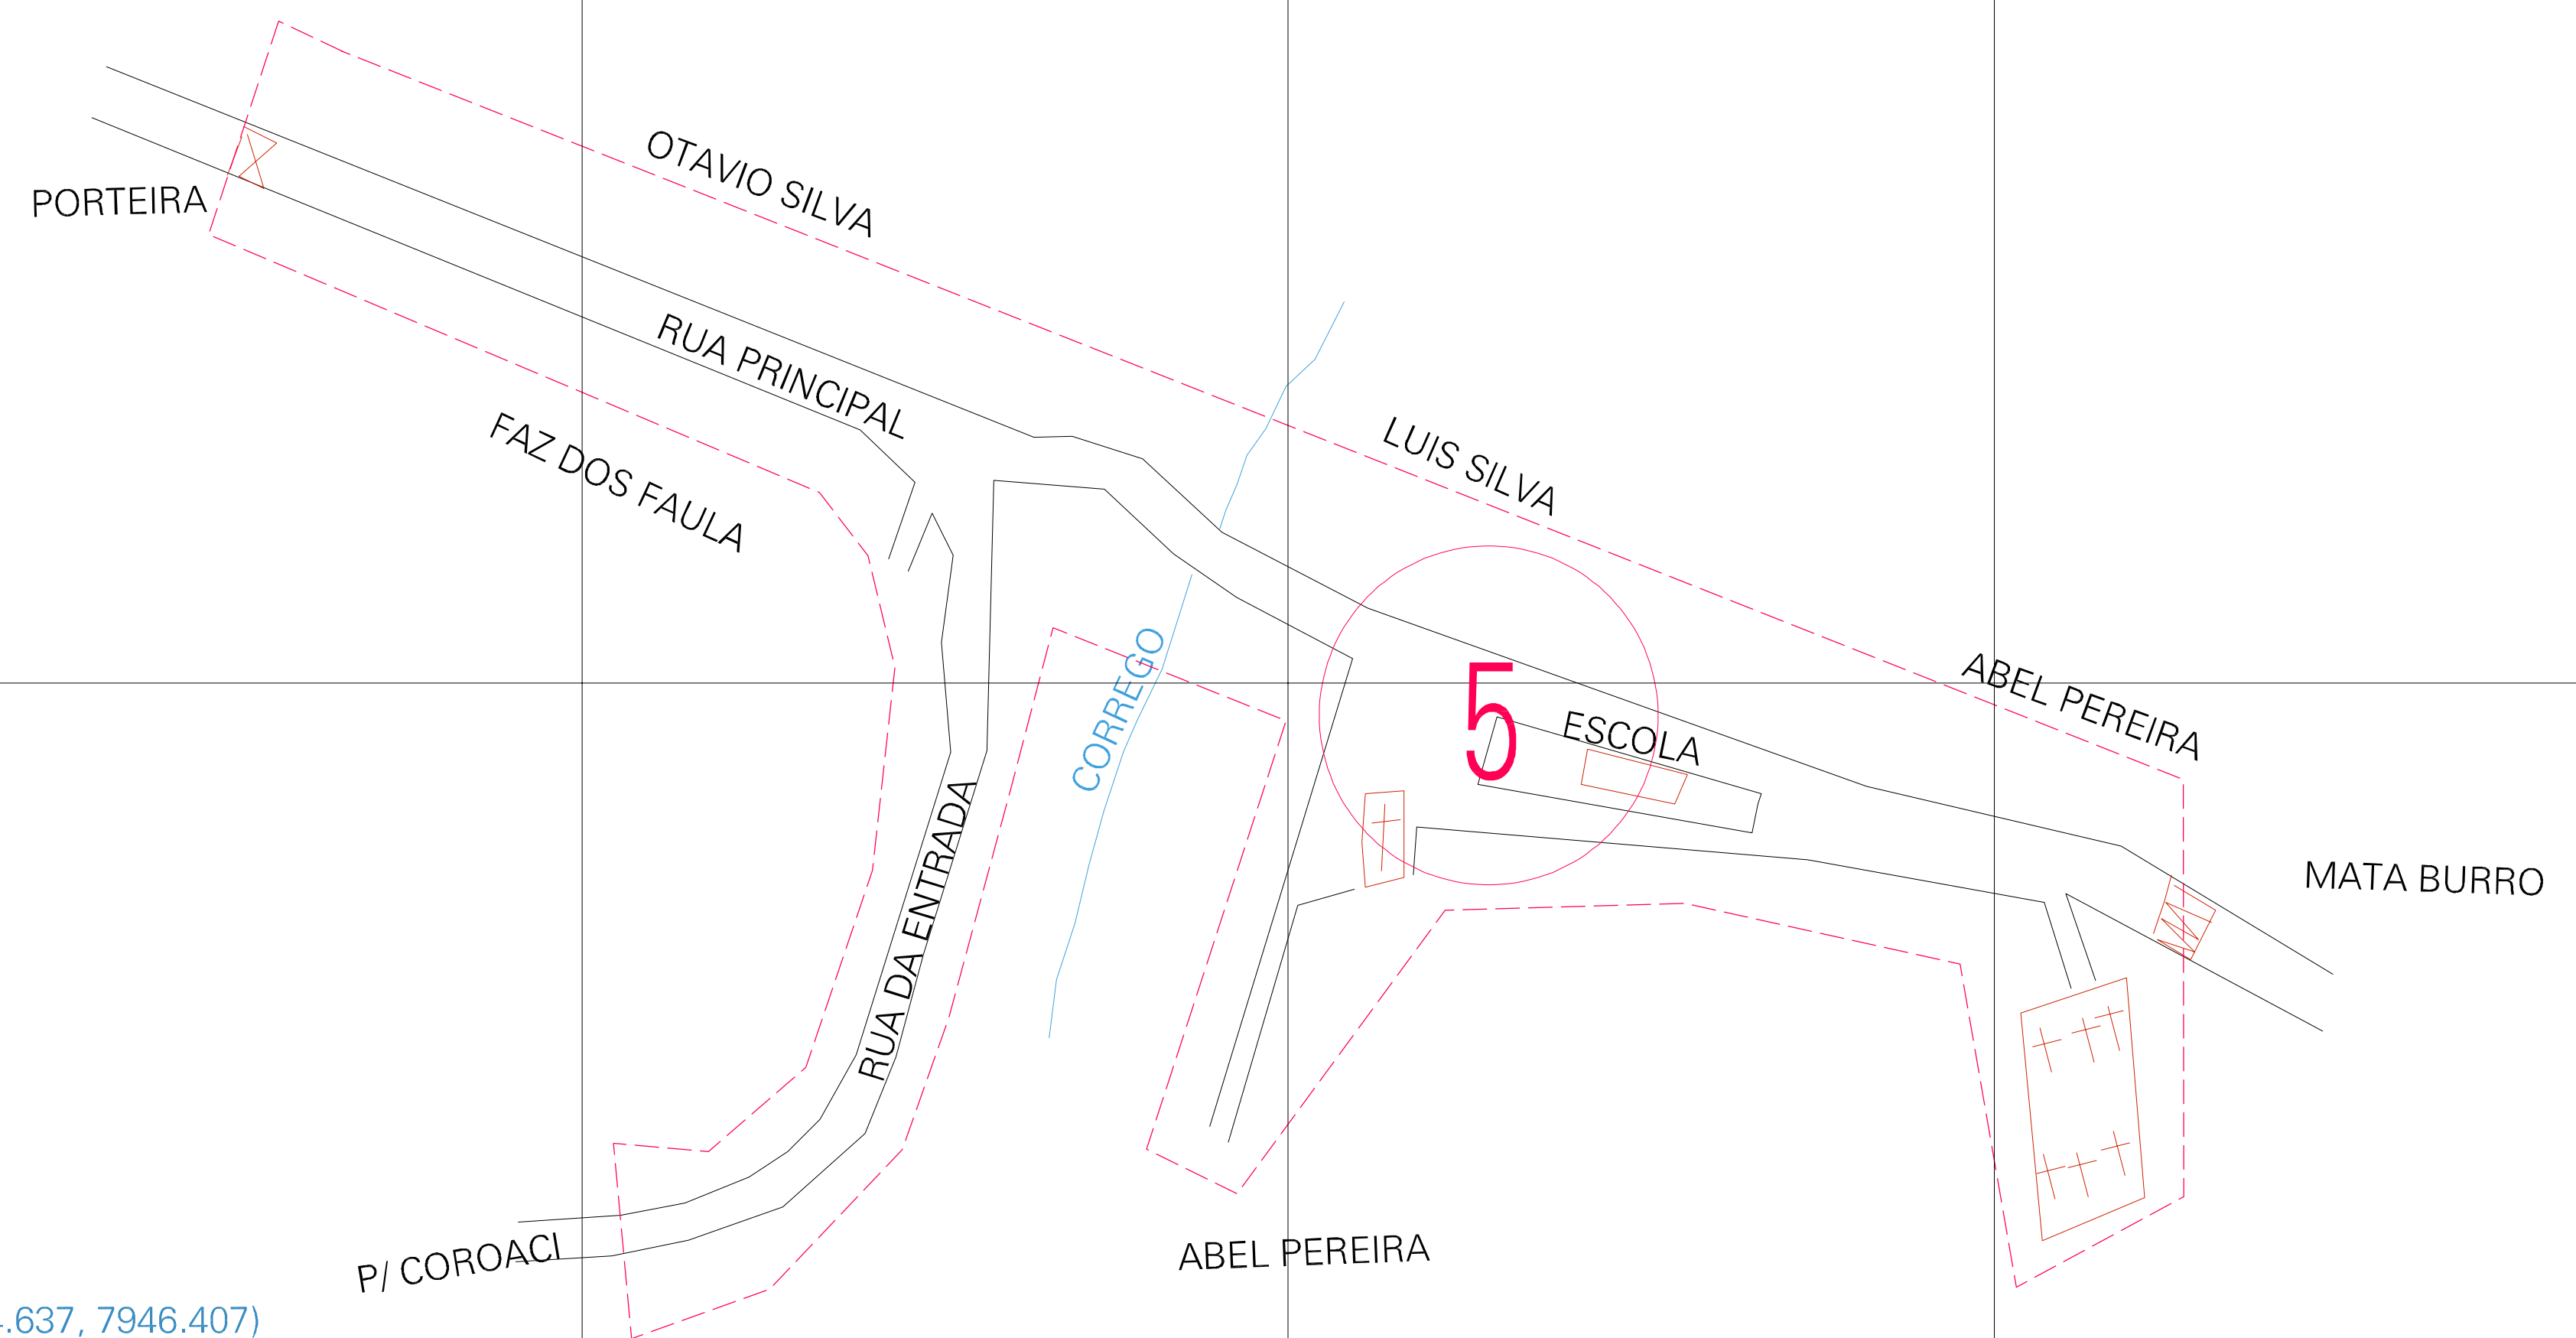 OTAVIO SILVA
PORTEIRA
RUA PRINCIPAL
FAZ DOS FAULA
LUIS SILVA
CORREGO
5
ESCOLA
ABEL PEREIRA
MATA BURRO
RUA DA ENTRADA
P/ COROACI
ABEL PEREIRA
.637, 7946.407)